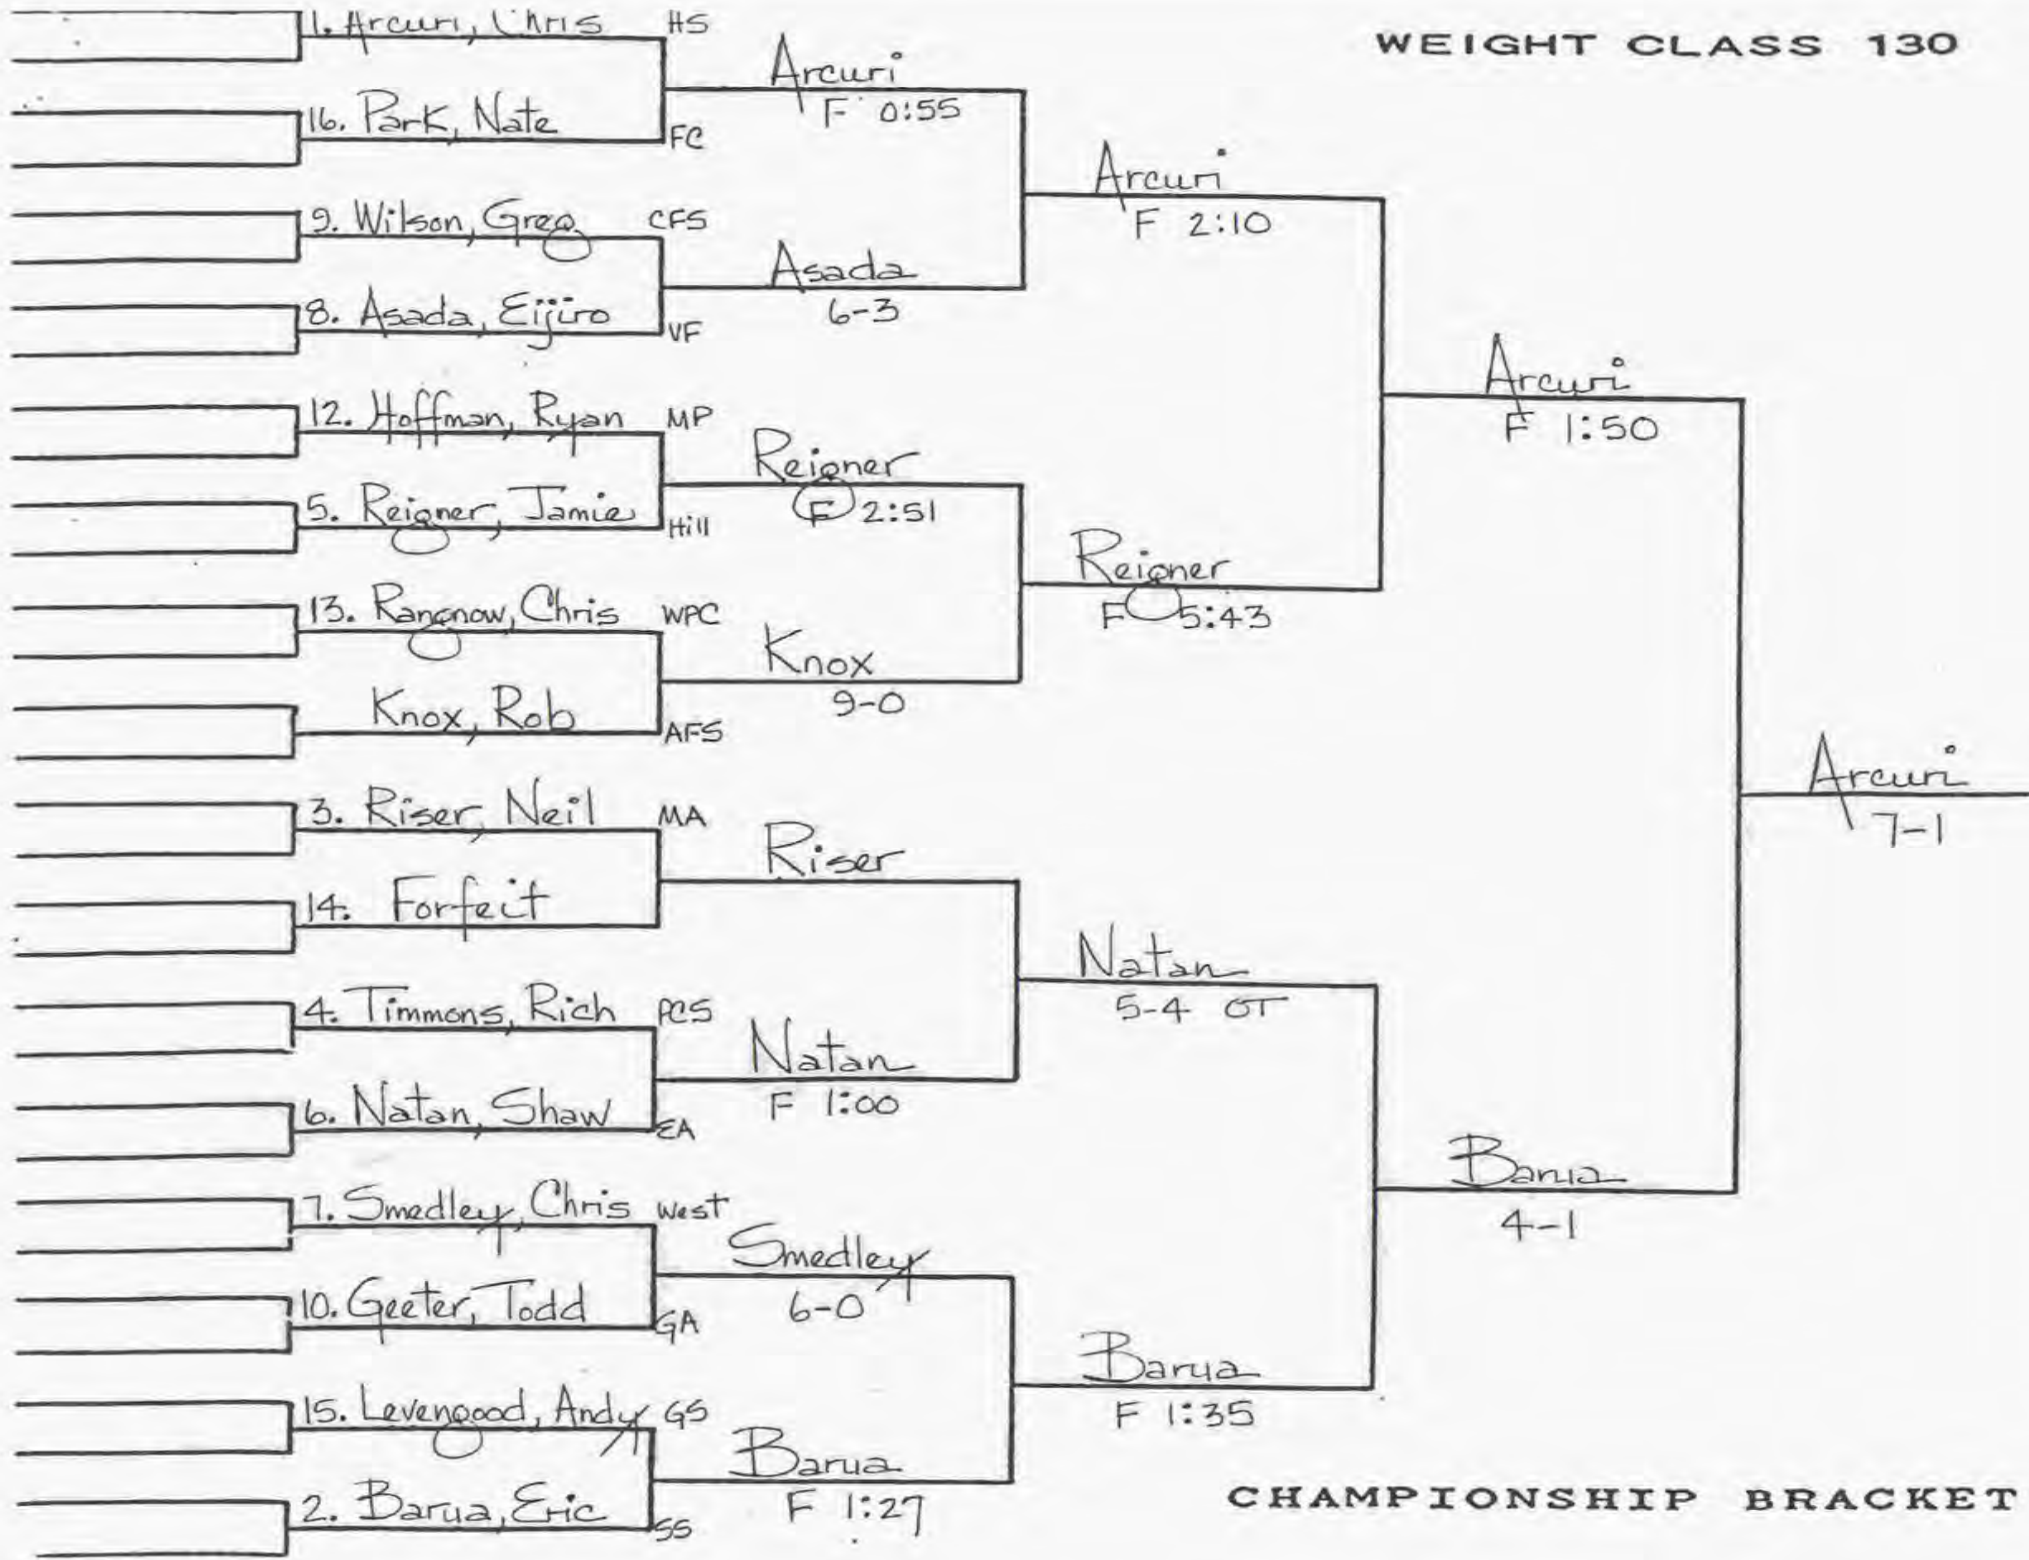 1. Arcuri, Chris HS
WEIGHT CLASS 130
Arcuri
F 0:55
16. Park, Nate FC
Arcuri
F 2:10
9. Wilson, Greg CFS
Asada
6-3
8. Asada, Eijiro VF
Arcuri
F 1:50
12. Hoffman, Ryan MP
Reigner
F 2:51
5. Reigner, Jamie Hill
Reigner
F 5:43
13. Rangnow, Chris WPC
Knox
9-0
Knox, Rob AFS
Arcuri
7-1
3. Riser, Neil MA
Riser
14. Forfeit
Natan
5-4 OT
4. Timmons, Rich PCS
Natan
F 1:00
6. Natan, Shaw EA
Barua
4-1
7. Smedley, Chris West
Smedley
6-0
10. Geeter, Todd GA
Barua
F 1:35
15. Levengood, Andy GS
Barua
F 1:27
2. Barua, Eric SS
CHAMPIONSHIP BRACKET